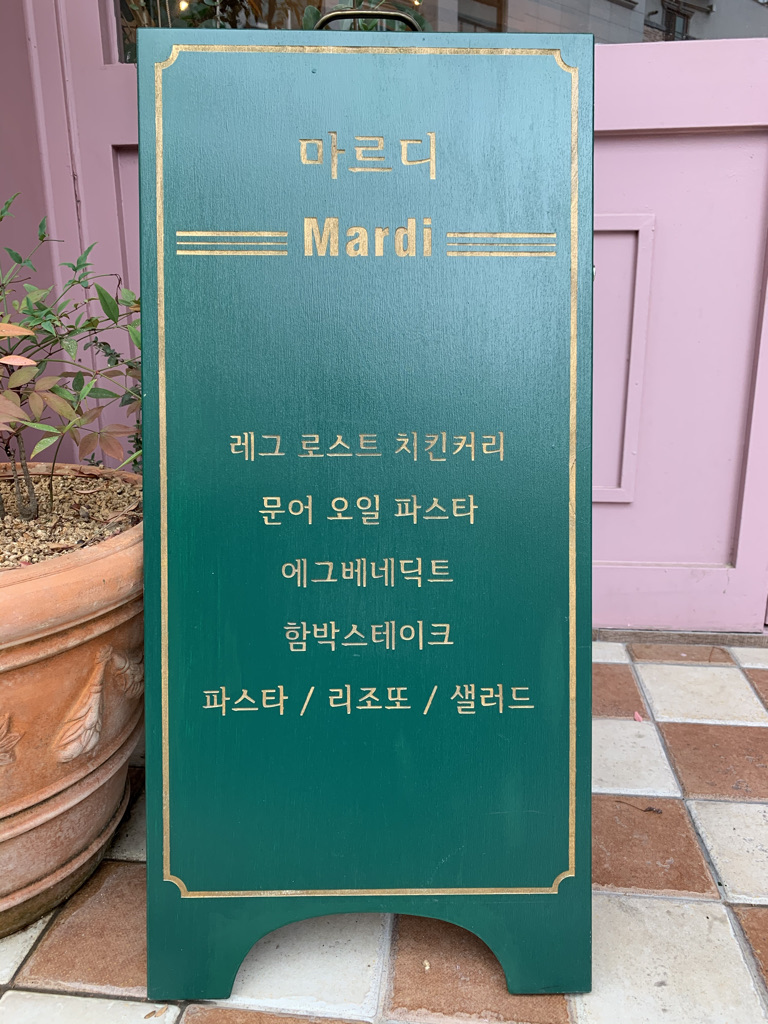 마르디
Mardi
레그 로스트 치킨커리
문어 오일 파스타
에그베네딕트
함박스테이크
파스타 / 리조또 / 샐러드